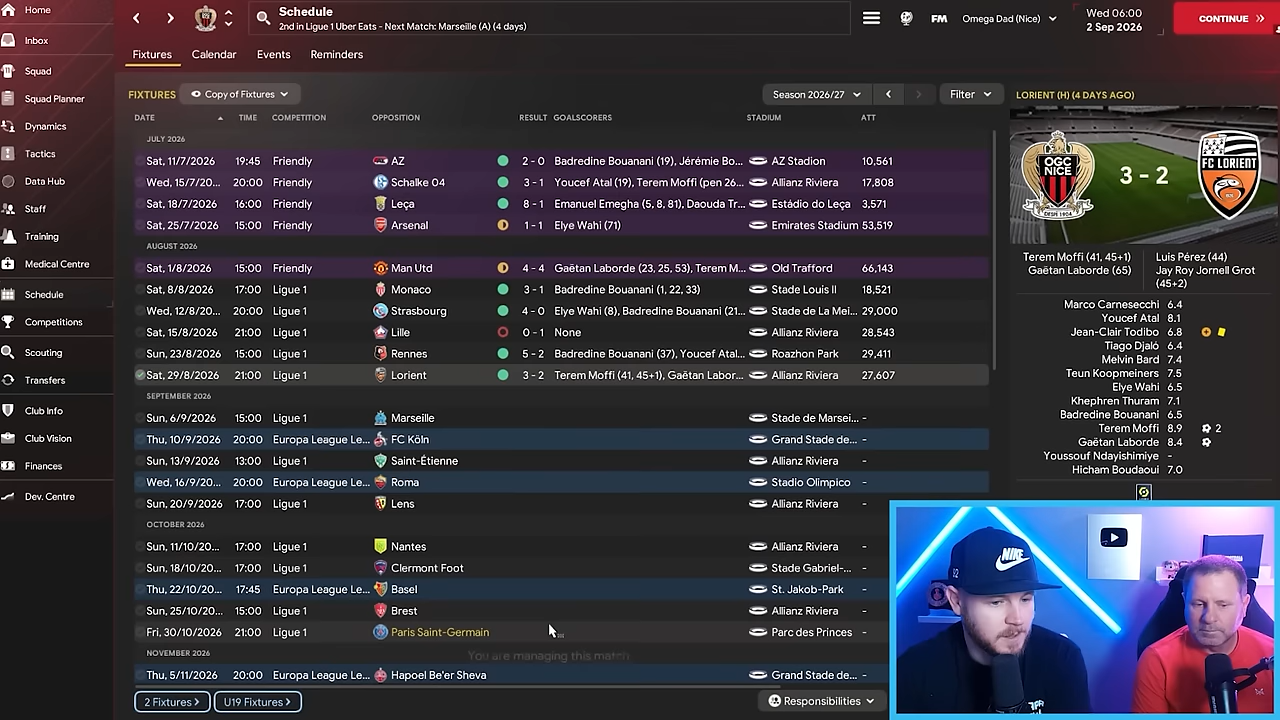 Home
Inbox
Squad
Squad Planner
Dynamics
Tactics
Data Hub
Staff
Training
Medical Centre
Schedule
Competitions
Scouting
Transfers
Club Info
Club Vision
Finances
Dev. Centre
Schedule
2nd in Ligue 1 Uber Eats - Next Match: Marseille (A) (4 days)
FM
Omega Dad (Nice)
Wed 06:00
2 Sep 2026
CONTINUE
Fixtures Calendar Events Reminders
FIXTURES Copy of Fixtures Season 2026/27 Filter
DATE TIME COMPETITION OPPOSITION RESULT GOALSCORERS STADIUM ATT
JULY 2026
Sat, 11/7/2026 19:45 Friendly AZ 2 - 0 Badredine Bouanani (19), Jérémie Bo... AZ Stadion 10,561
Wed, 15/7/20... 20:00 Friendly Schalke 04 3 - 1 Youcef Atal (19), Terem Moffi (pen 26... Allianz Riviera 17,808
Sat, 18/7/2026 16:00 Friendly Leça 8 - 1 Emanuel Emegha (5, 8, 81), Daouda Tr... Estádio do Leça 3,571
Sat, 25/7/2026 15:00 Friendly Arsenal 1 - 1 Elye Wahi (71) Emirates Stadium 53,519
AUGUST 2026
Sat, 1/8/2026 15:00 Friendly Man Utd 4 - 4 Gaëtan Laborde (23, 25, 53), Terem M... Old Trafford 66,143
Sat, 8/8/2026 17:00 Ligue 1 Monaco 3 - 1 Badredine Bouanani (1, 22, 33) Stade Louis II 18,521
Wed, 12/8/20... 20:00 Ligue 1 Strasbourg 4 - 0 Elye Wahi (8), Badredine Bouanani (21... Stade de La Mei... 29,000
Sat, 15/8/2026 21:00 Ligue 1 Lille 0 - 1 None Allianz Riviera 28,543
Sun, 23/8/2026 15:00 Ligue 1 Rennes 5 - 2 Badredine Bouanani (37), Youcef Atal... Roazhon Park 29,411
Sat, 29/8/2026 21:00 Ligue 1 Lorient 3 - 2 Terem Moffi (41, 45+1), Gaëtan Labor... Allianz Riviera 27,607
SEPTEMBER 2026
Sun, 6/9/2026 15:00 Ligue 1 Marseille Stade de Marsei... -
Thu, 10/9/2026 20:00 Europa League Le... FC Köln Grand Stade de... -
Sun, 13/9/2026 13:00 Ligue 1 Saint-Étienne Allianz Riviera -
Wed, 16/9/2026 20:00 Europa League Le... Roma Stadio Olimpico -
Sun, 20/9/2026 17:00 Ligue 1 Lens Allianz Riviera -
OCTOBER 2026
Sun, 11/10/20... 17:00 Ligue 1 Nantes Allianz Riviera -
Sun, 18/10/20... 17:00 Ligue 1 Clermont Foot Stade Gabriel-... -
Thu, 22/10/20... 17:45 Europa League Le... Basel St. Jakob-Park -
Sun, 25/10/20... 15:00 Ligue 1 Brest Allianz Riviera -
Fri, 30/10/2026 21:00 Ligue 1 Paris Saint-Germain Parc des Princes -
You are managing this match
NOVEMBER 2026
Thu, 5/11/2026 20:00 Europa League Le... Hapoel Be'er Sheva Grand Stade de... -
2 Fixtures U19 Fixtures Responsibilities
LORIENT (H) (4 DAYS AGO)
OGC
NICE
3 - 2
FC LORIENT
Terem Moffi (41, 45+1)
Gaëtan Laborde (65)
Luis Pérez (44)
Jay Roy Jornell Grot
(45+2)
Marco Carnesecchi 6.4
Youcef Atal 8.1
Jean-Clair Todibo 6.8
Tiago Djaló 6.4
Melvin Bard 7.4
Teun Koopmeiners 7.5
Elye Wahi 6.5
Khephren Thuram 7.1
Badredine Bouanani 6.5
Terem Moffi 8.9 2
Gaëtan Laborde 8.4
Youssouf Ndayishimiye -
Hicham Boudaoui 7.0
NIKE